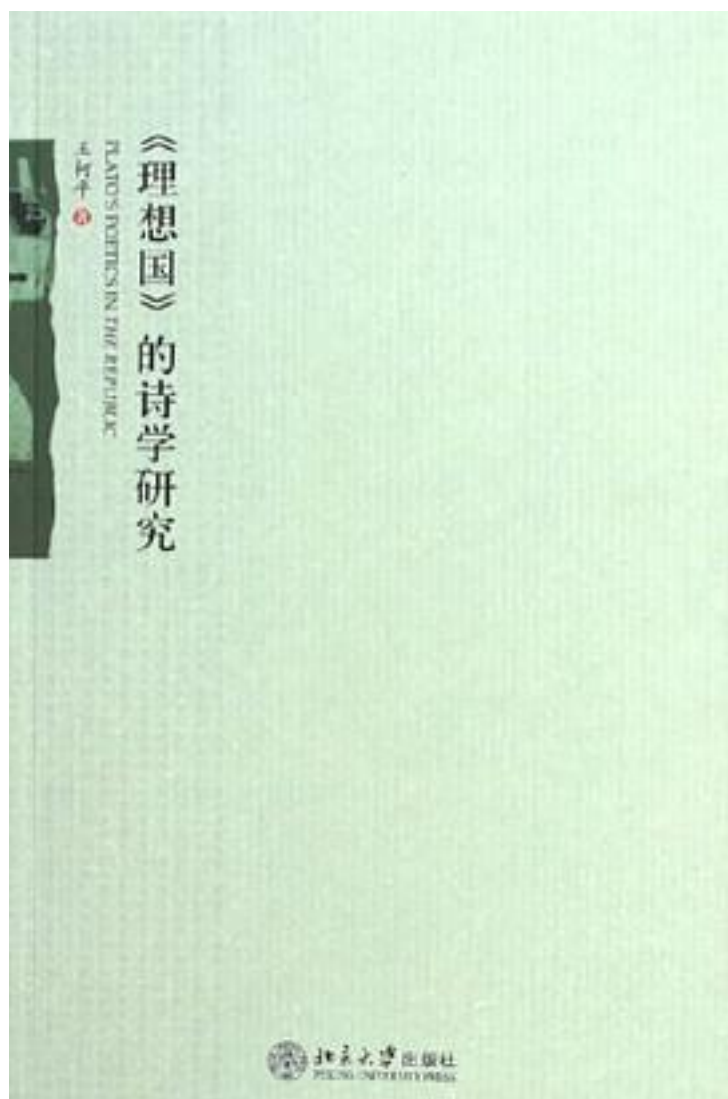 《理想国》的诗学研究
PLATO'S POETICS IN THE REPUBLIC
王柯平 著
北京大学出版社
PEKING UNIVERSITY PRESS